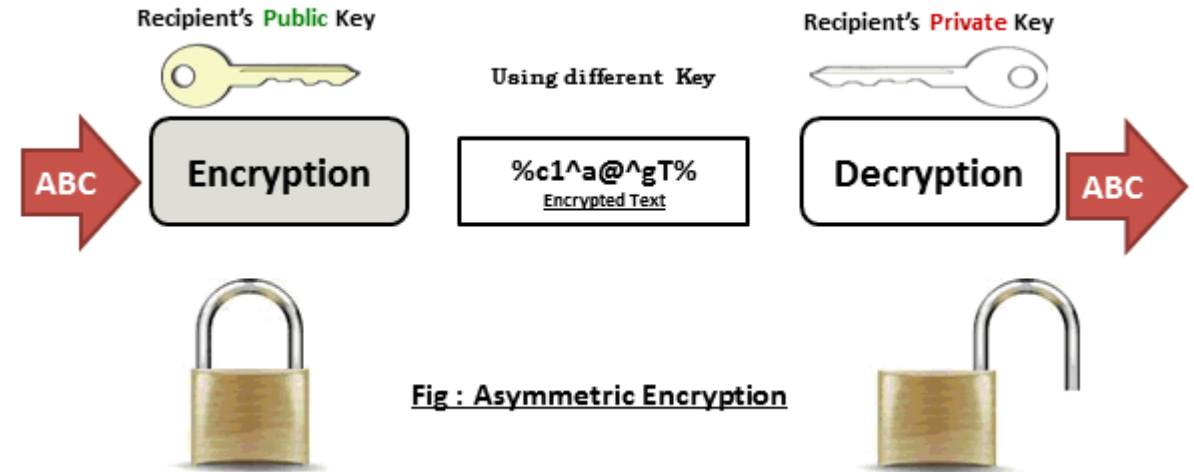 Recipient's Public Key
Recipient's Private Key
Using different Key
ABC
Encryption
%c1^a@^gT%
Encrypted Text
Decryption
ABC
Fig : Asymmetric Encryption